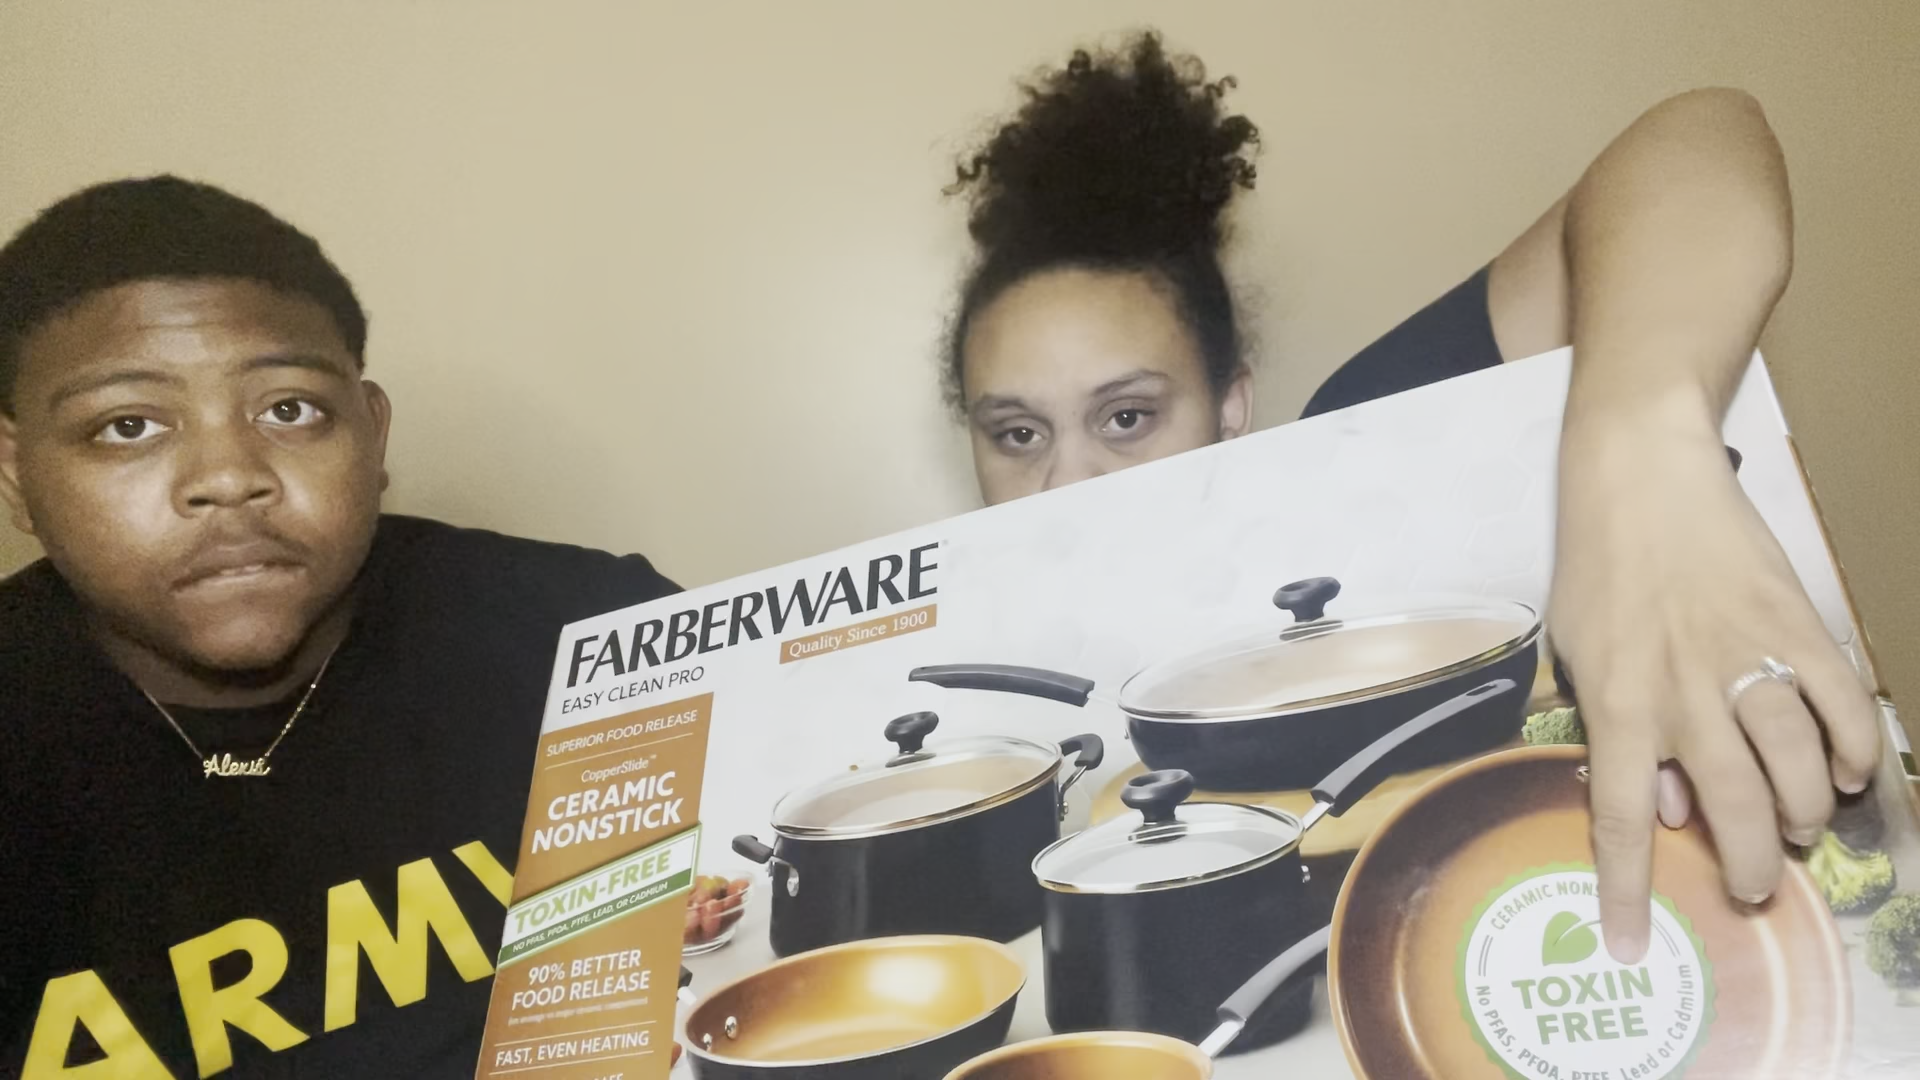 Alexis
ARMY
FARBERWARE
Quality Since 1900
EASY CLEAN PRO
SUPERIOR FOOD RELEASE
CopperSlide™
CERAMIC
NONSTICK
TOXIN-FREE
NO PFAS, PFOA, PTFE, LEAD, OR CADMIUM
90% BETTER
FOOD RELEASE
FAST, EVEN HEATING
CERAMIC
TOXIN
FREE
No PFAS, PFOA, PTFE, Lead or Cadmium